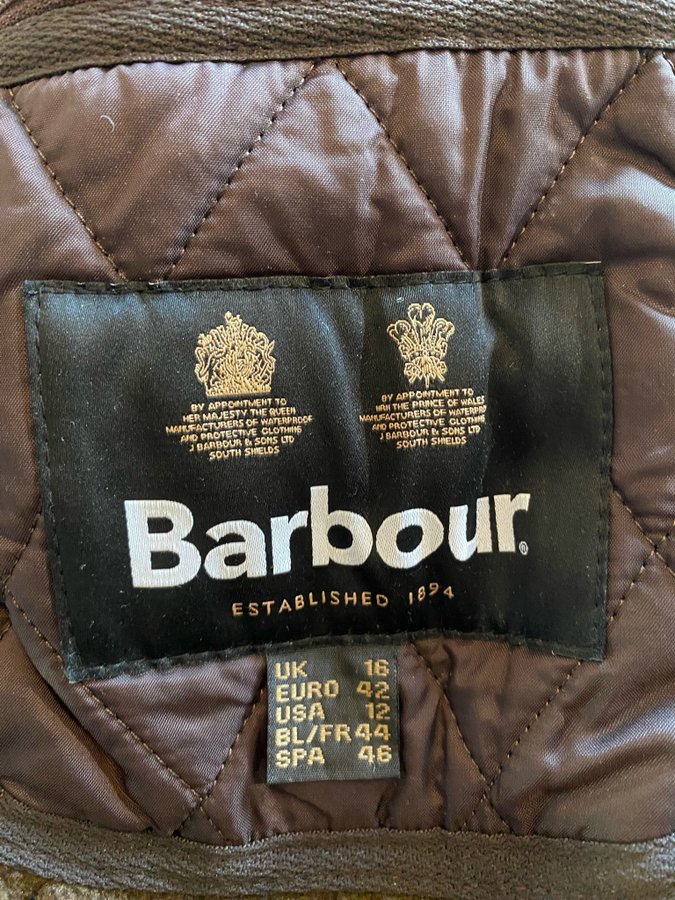 BY APPOINTMENT TO
HER MAJESTY THE QUEEN
MANUFACTURERS OF WATERPROOF
AND PROTECTIVE CLOTHING
J BARBOUR & SONS LTD
SOUTH SHIELDS
BY APPOINTMENT TO
HRH THE PRINCE OF WALES
MANUFACTURERS OF WATERPROOF
AND PROTECTIVE CLOTHING
J BARBOUR & SONS LTD
SOUTH SHIELDS
Barbour®
ESTABLISHED 1894
UK 16
EURO 42
USA 12
BL/FR 44
SPA 46